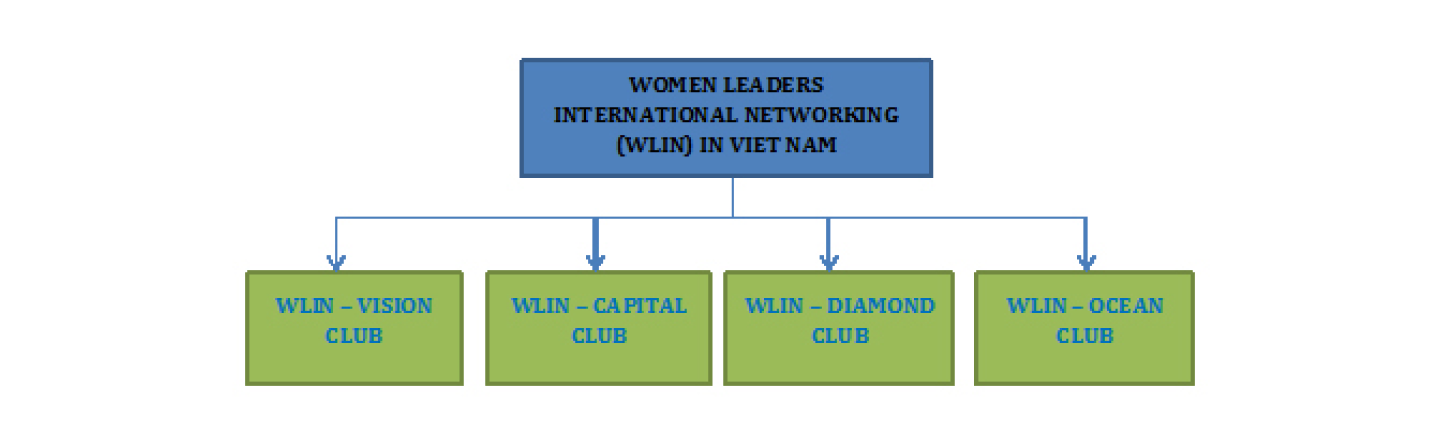 WOMEN LEADERS
INTERNATIONAL NETWORKING
(WLIN) IN VIET NAM
WLIN – VISION
CLUB
WLIN – CAPITAL
CLUB
WLIN – DIAMOND
CLUB
WLIN – OCEAN
CLUB